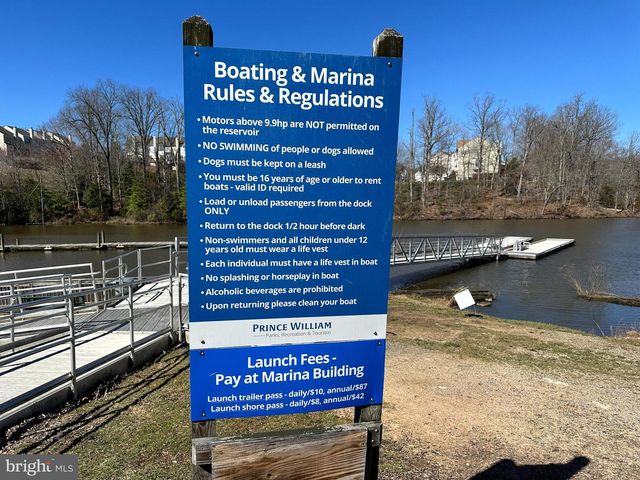 Boating & Marina
Rules & Regulations
• Motors above 9.9hp are NOT permitted on
the reservoir
• NO SWIMMING of people or dogs allowed
• Dogs must be kept on a leash
• You must be 16 years of age or older to rent
boats - valid ID required
• Load or unload passengers from the dock
ONLY
• Return to the dock 1/2 hour before dark
• Non-swimmers and all children under 12
years old must wear a life vest
• Each individual must have a life vest in boat
• No splashing or horseplay in boat
• Alcoholic beverages are prohibited
• Upon returning please clean your boat
PRINCE WILLIAM
Parks, Recreation & Tourism
Launch Fees -
Pay at Marina Building
Launch trailer pass - daily/$10, annual/$87
Launch shore pass - daily/$8, annual/$42
bright MLS